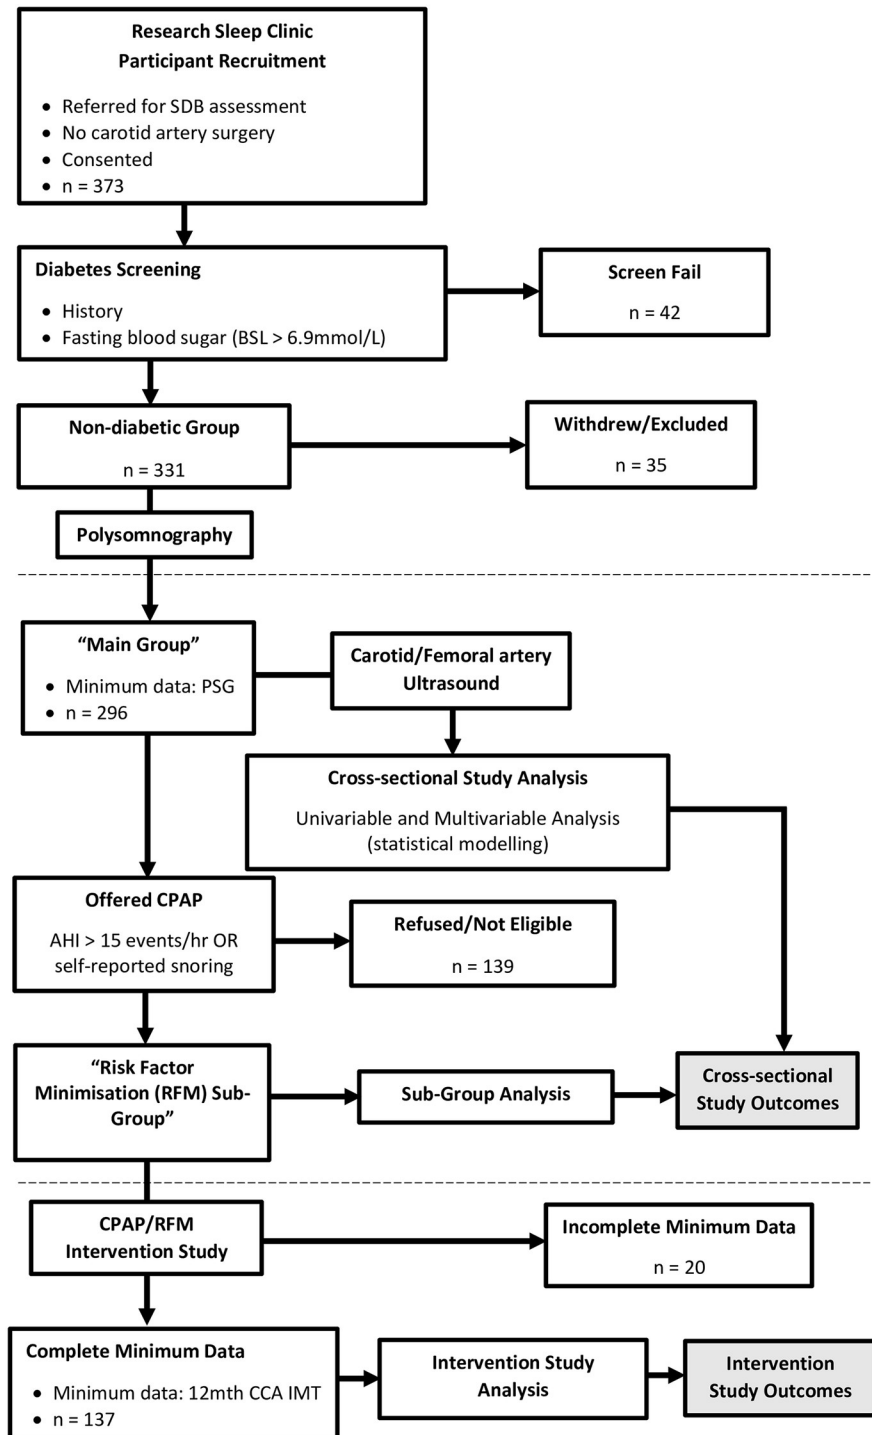 Research Sleep Clinic
Participant Recruitment
• Referred for SDB assessment
• No carotid artery surgery
• Consented
• n = 373
Diabetes Screening
• History
• Fasting blood sugar (BSL > 6.9mmol/L)
Screen Fail
n = 42
Non-diabetic Group
n = 331
Withdrew/Excluded
n = 35
Polysomnography
“Main Group”
• Minimum data: PSG
• n = 296
Carotid/Femoral artery
Ultrasound
Cross-sectional Study Analysis
Univariable and Multivariable Analysis
(statistical modelling)
Offered CPAP
AHI > 15 events/hr OR
self-reported snoring
Refused/Not Eligible
n = 139
“Risk Factor
Minimisation (RFM) Sub-
Group”
Sub-Group Analysis
Cross-sectional
Study Outcomes
CPAP/RFM
Intervention Study
Incomplete Minimum Data
n = 20
Complete Minimum Data
• Minimum data: 12mth CCA IMT
• n = 137
Intervention Study
Analysis
Intervention
Study Outcomes